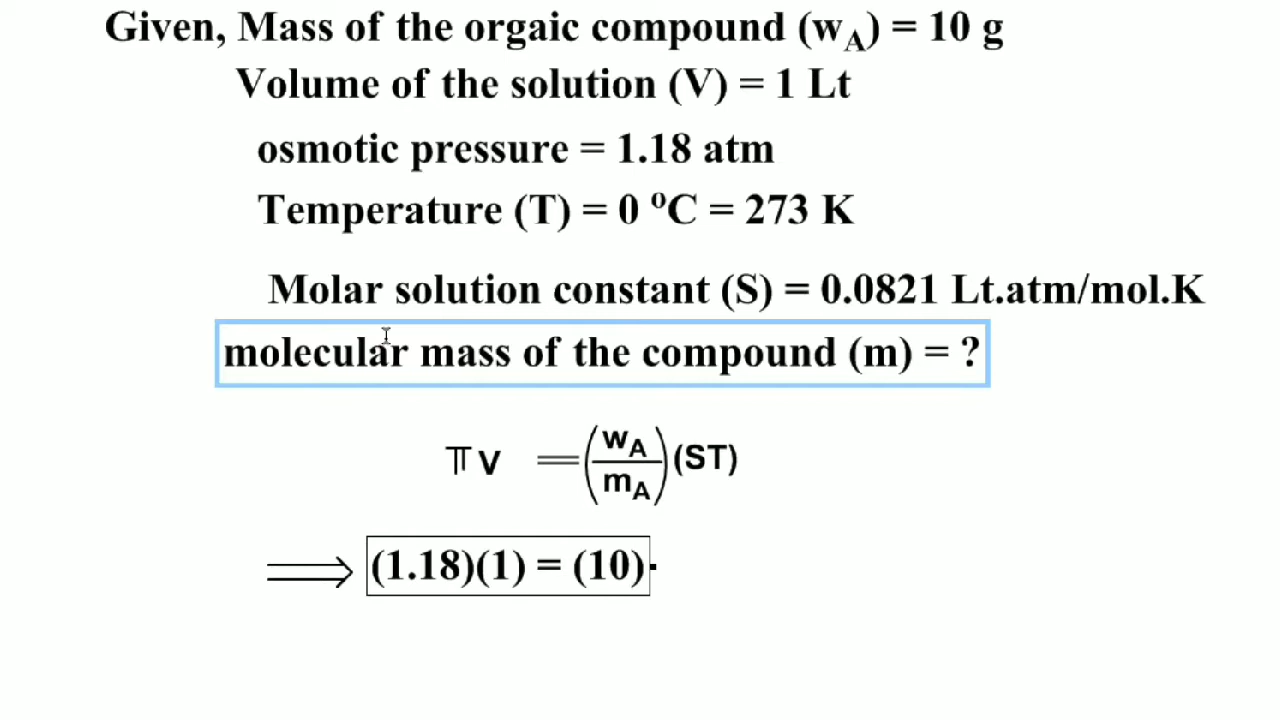 Given, Mass of the orgaic compound (wA) = 10 g
Volume of the solution (V) = 1 Lt
osmotic pressure = 1.18 atm
Temperature (T) = 0 ºC = 273 K
Molar solution constant (S) = 0.0821 Lt.atm/mol.K
molecular mass of the compound (m) = ?
πV = (wA/mA)(ST)
⟹ (1.18)(1) = (10)